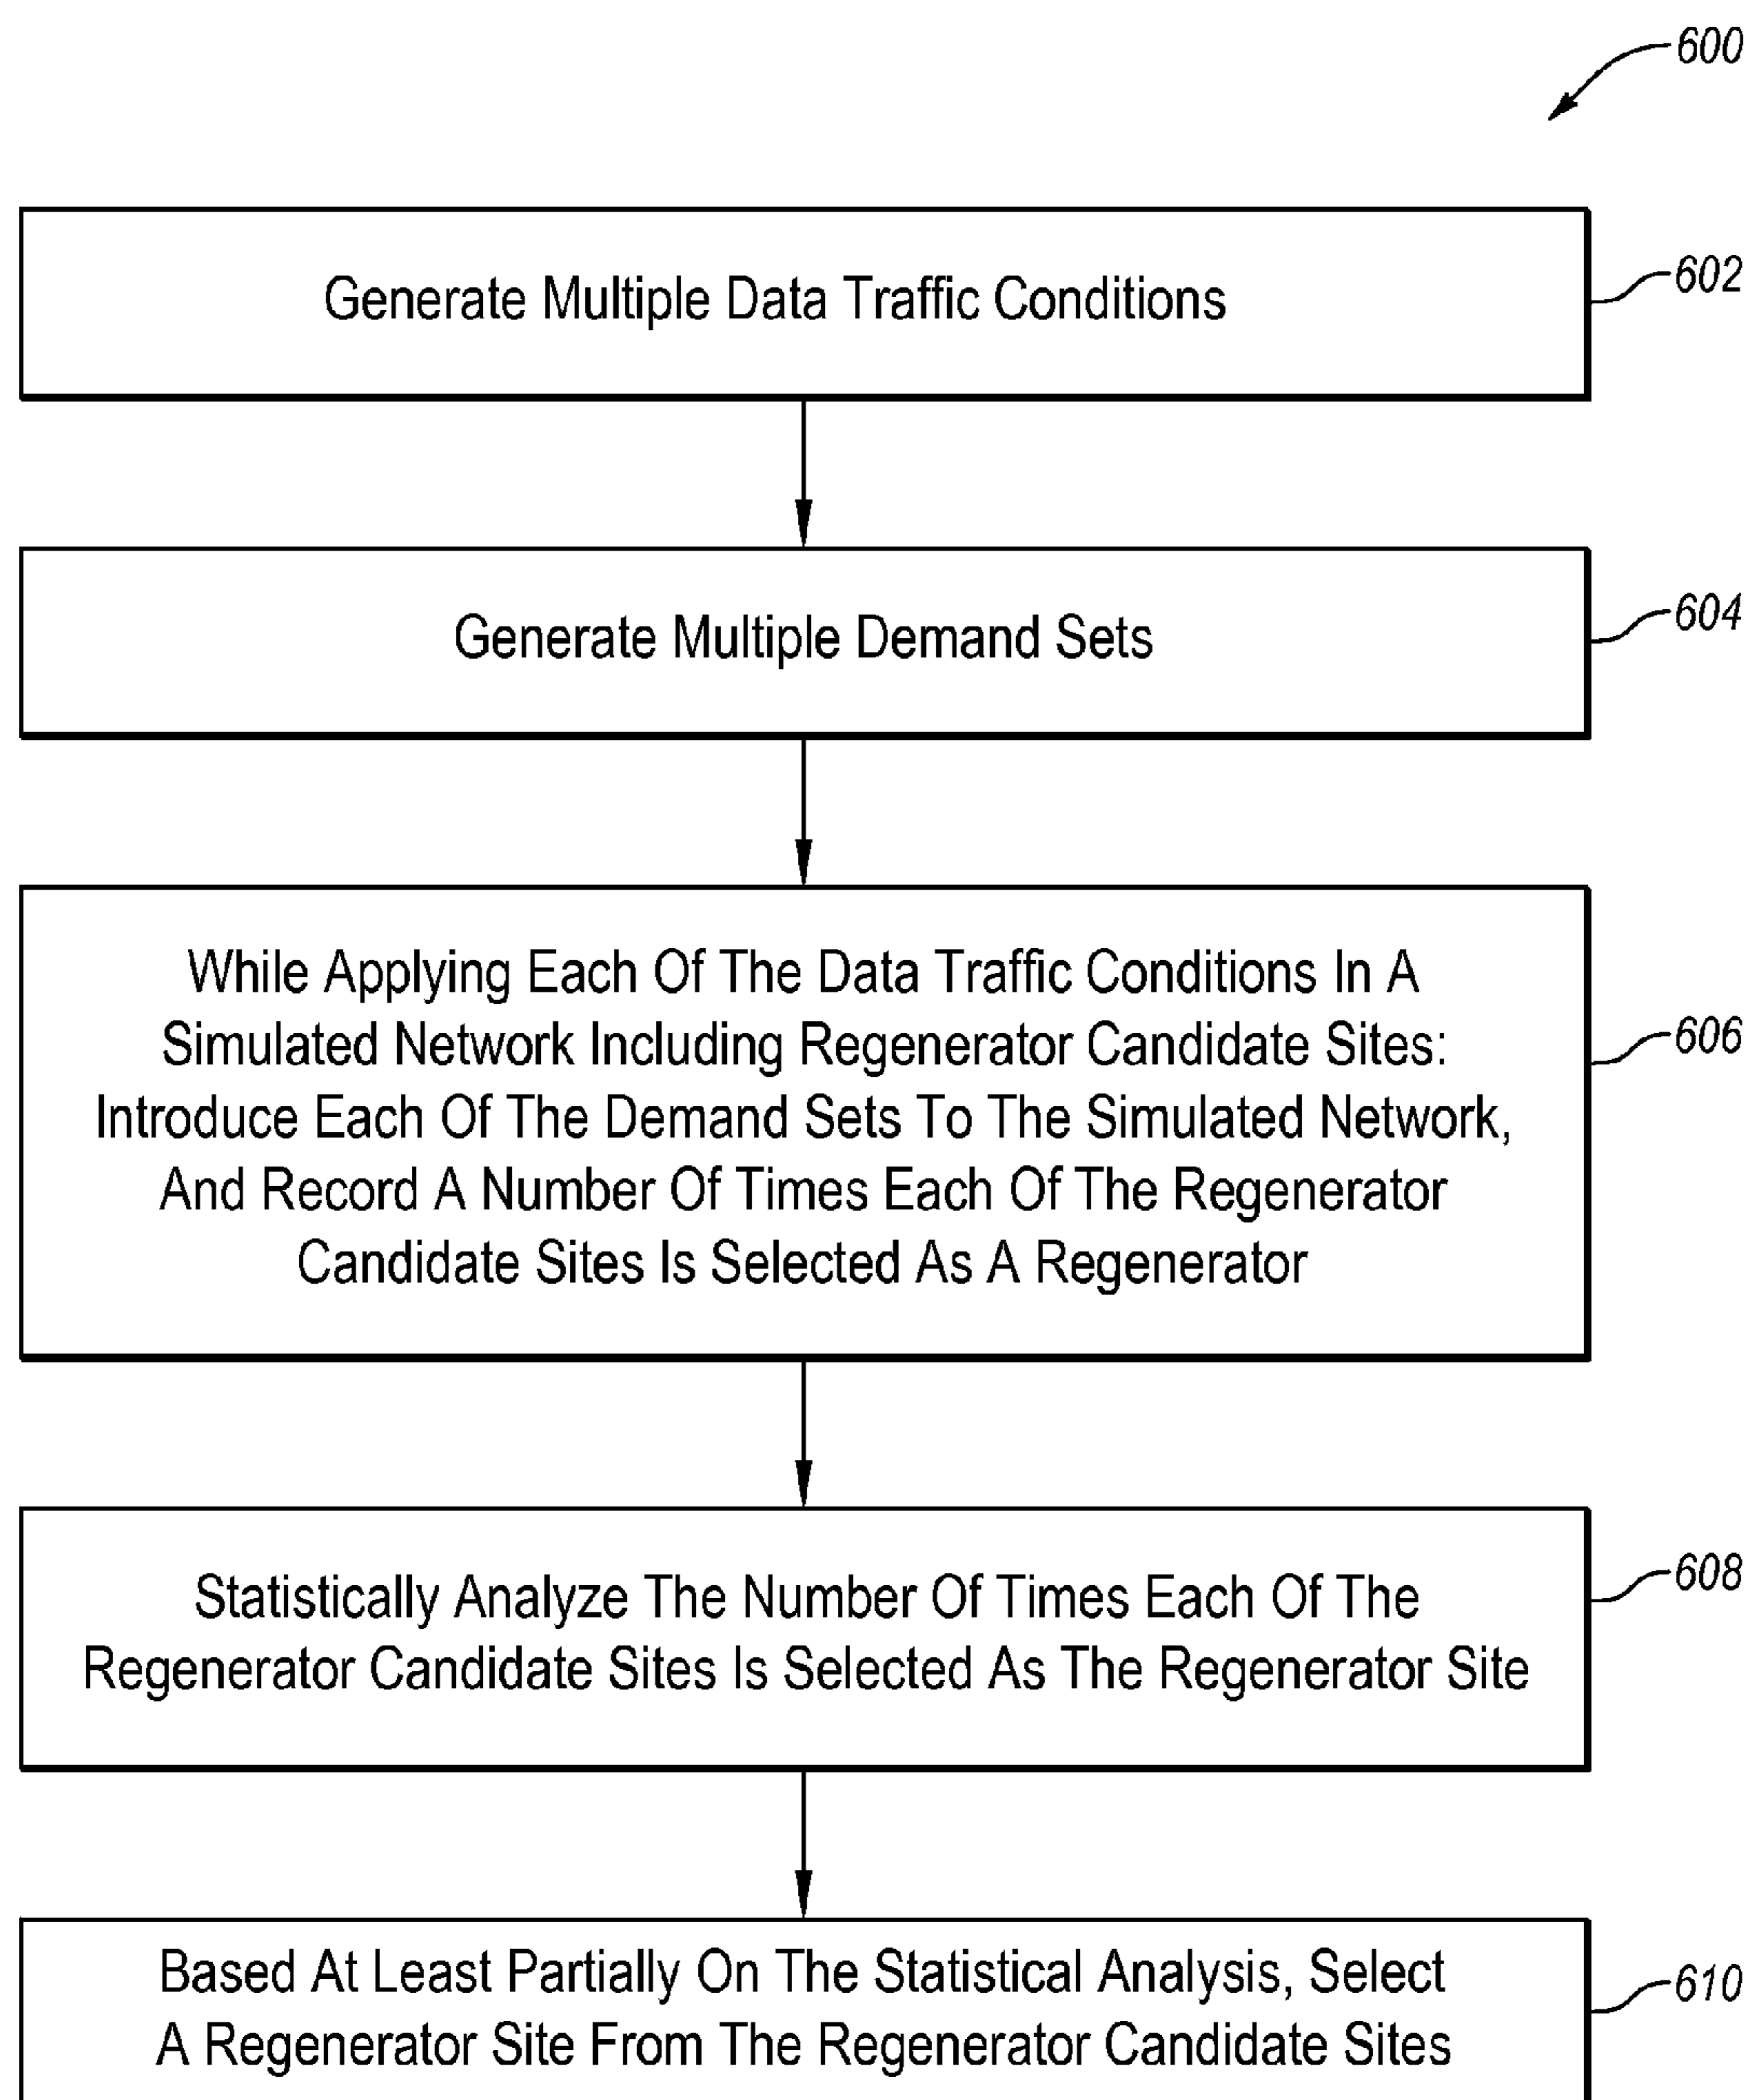 600
Generate Multiple Data Traffic Conditions
602
Generate Multiple Demand Sets
604
While Applying Each Of The Data Traffic Conditions In A
Simulated Network Including Regenerator Candidate Sites:
Introduce Each Of The Demand Sets To The Simulated Network,
And Record A Number Of Times Each Of The Regenerator
Candidate Sites Is Selected As A Regenerator
606
Statistically Analyze The Number Of Times Each Of The
Regenerator Candidate Sites Is Selected As The Regenerator Site
608
Based At Least Partially On The Statistical Analysis, Select
A Regenerator Site From The Regenerator Candidate Sites
610